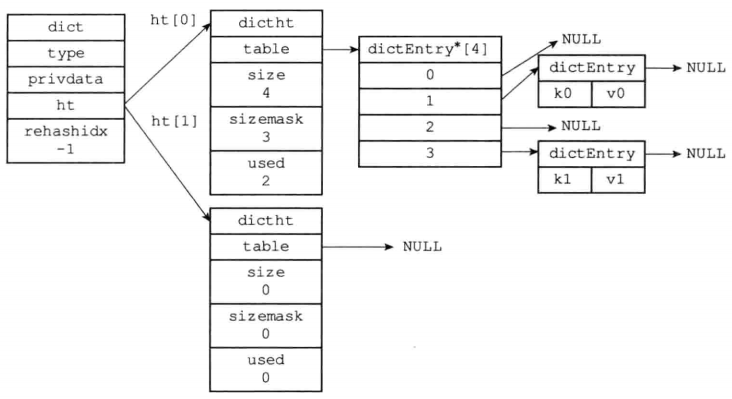 dict
type
privdata
ht
rehashidx
-1
ht[0]
ht[1]
dictht
table
size
4
sizemask
3
used
2
dictEntry*[4]
0
1
2
3
NULL
dictEntry
k0 v0
NULL
NULL
dictEntry
k1 v1
NULL
dictht
table
size
0
sizemask
0
used
0
NULL